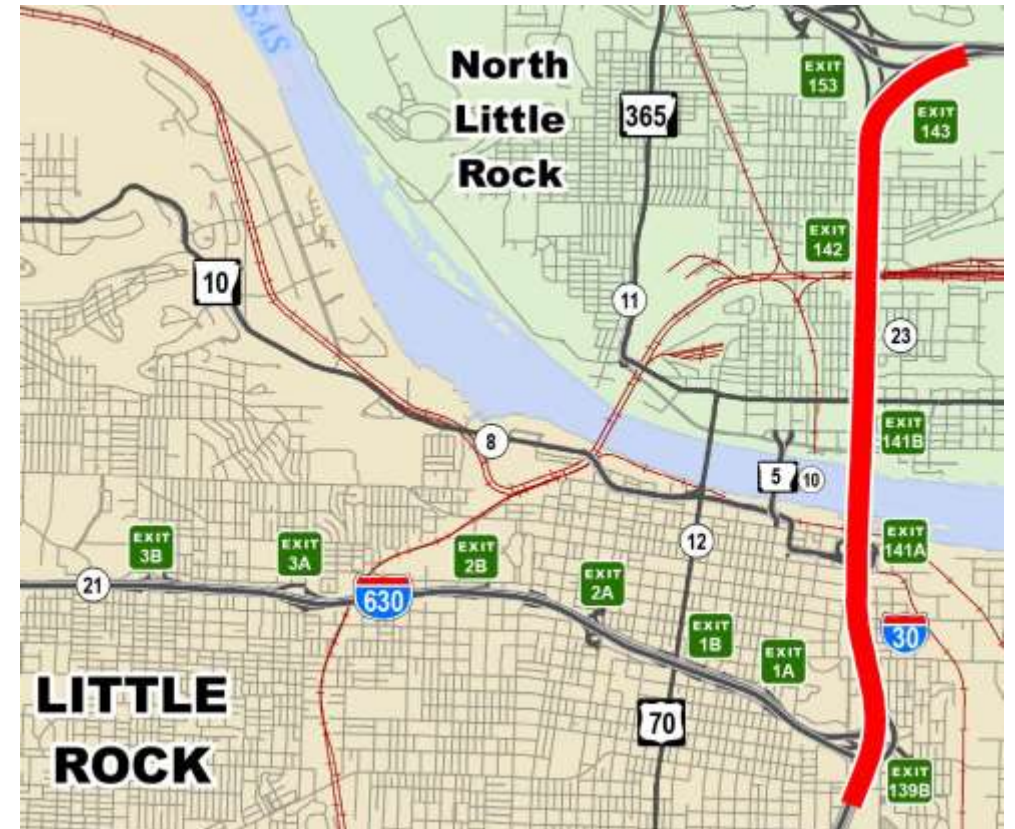 SAS
North
Little
Rock
365
EXIT
153
EXIT
143
EXIT
142
10
11
23
8
EXIT
141B
5
10
12
EXIT
141A
EXIT
3B
EXIT
3A
EXIT
2B
EXIT
2A
21
630
EXIT
1B
30
EXIT
1A
LITTLE
ROCK
70
EXIT
139B